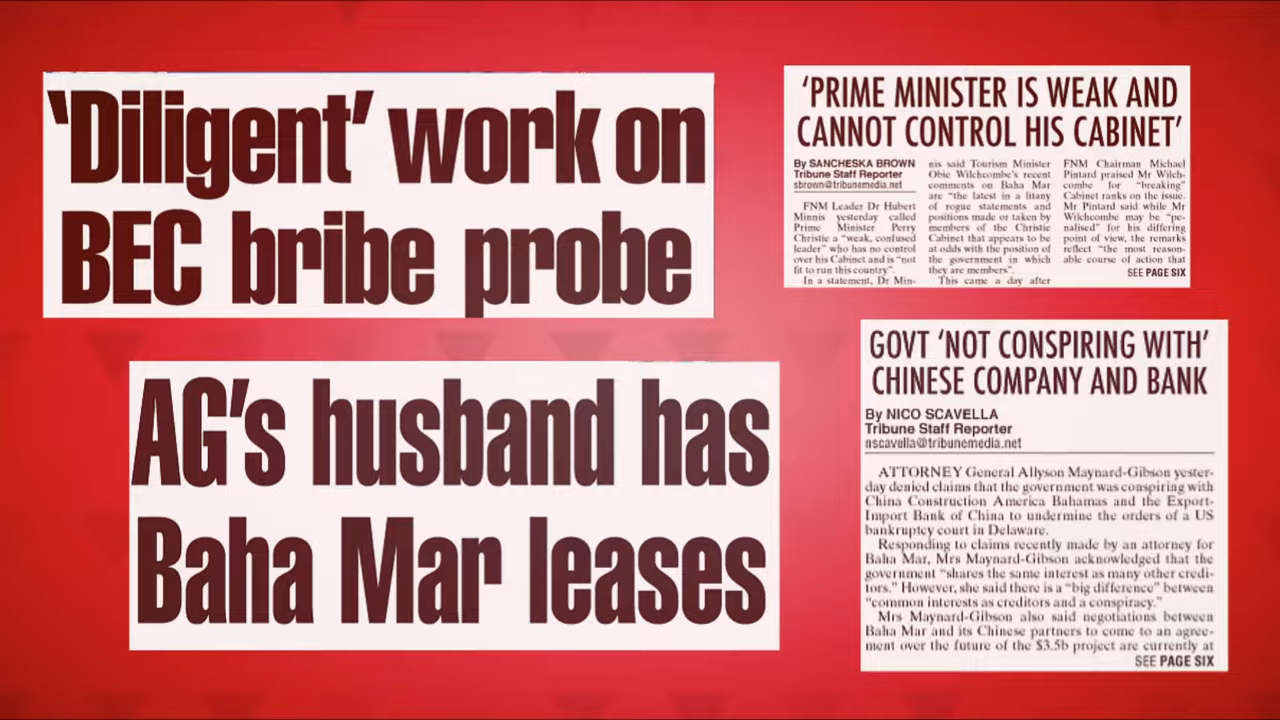 ‘Diligent’ work on
BEC bribe probe
‘PRIME MINISTER IS WEAK AND
CANNOT CONTROL HIS CABINET’
By SANCHESKA BROWN
Tribune Staff Reporter
sbrown@tribunemedia.net
FNM Leader Dr Hubert
Minnis yesterday called
Prime Minister Perry
Christie a “weak, confused
leader” who has no control
over his Cabinet and is “not
fit to run this country”.
In a statement, Dr Min-
nis said Tourism Minister
Obie Wilchcombe’s recent
comments on Baha Mar
are “the latest in a litany
of rogue statements and
positions made or taken by
members of the Christie
Cabinet that appears to be
at odds with the position of
the government in which
they are members”.
This came a day after
FNM Chairman Michael
Pintard praised Mr Wilch-
combe for “breaking”
Cabinet ranks on the issue.
Mr Pintard said while Mr
Wilchcombe may be “pe-
nalised” for his differing
point of view, the remarks
reflect “the most reason-
able course of action that
SEE PAGE SIX
AG’s husband has
Baha Mar leases
GOVT ‘NOT CONSPIRING WITH’
CHINESE COMPANY AND BANK
By NICO SCAVELLA
Tribune Staff Reporter
nscavella@tribunemedia.net
ATTORNEY General Allyson Maynard-Gibson yester-
day denied claims that the government was conspiring with
China Construction America Bahamas and the Export-
Import Bank of China to undermine the orders of a US
bankruptcy court in Delaware.
Responding to claims recently made by an attorney for
Baha Mar, Mrs Maynard-Gibson acknowledged that the
government “shares the same interest as many other credi-
tors.” However, she said there is a “big difference” between
“common interests as creditors and a conspiracy.”
Mrs Maynard-Gibson also said negotiations between
Baha Mar and its Chinese partners to come to an agree-
ment over the future of the $3.5b project are currently at
SEE PAGE SIX